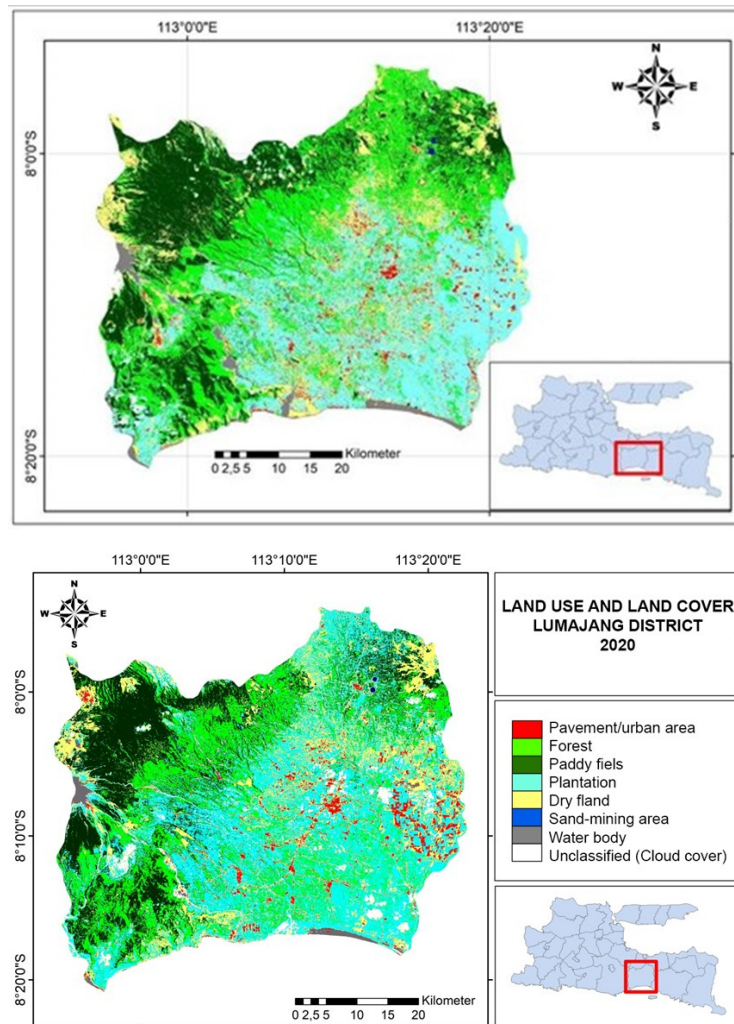 113°0'0"E 113°20'0"E
N
W E
S
8°0'0"S
8°20'0"S
Kilometer
0 2,5 5 10 15 20
113°0'0"E 113°10'0"E 113°20'0"E
N
W E
S
LAND USE AND LAND COVER
LUMAJANG DISTRICT
2020
8°0'0"S
8°10'0"S
8°20'0"S
Pavement/urban area
Forest
Paddy fiels
Plantation
Dry fland
Sand-mining area
Water body
Unclassified (Cloud cover)
Kilometer
0 2,5 5 10 15 20